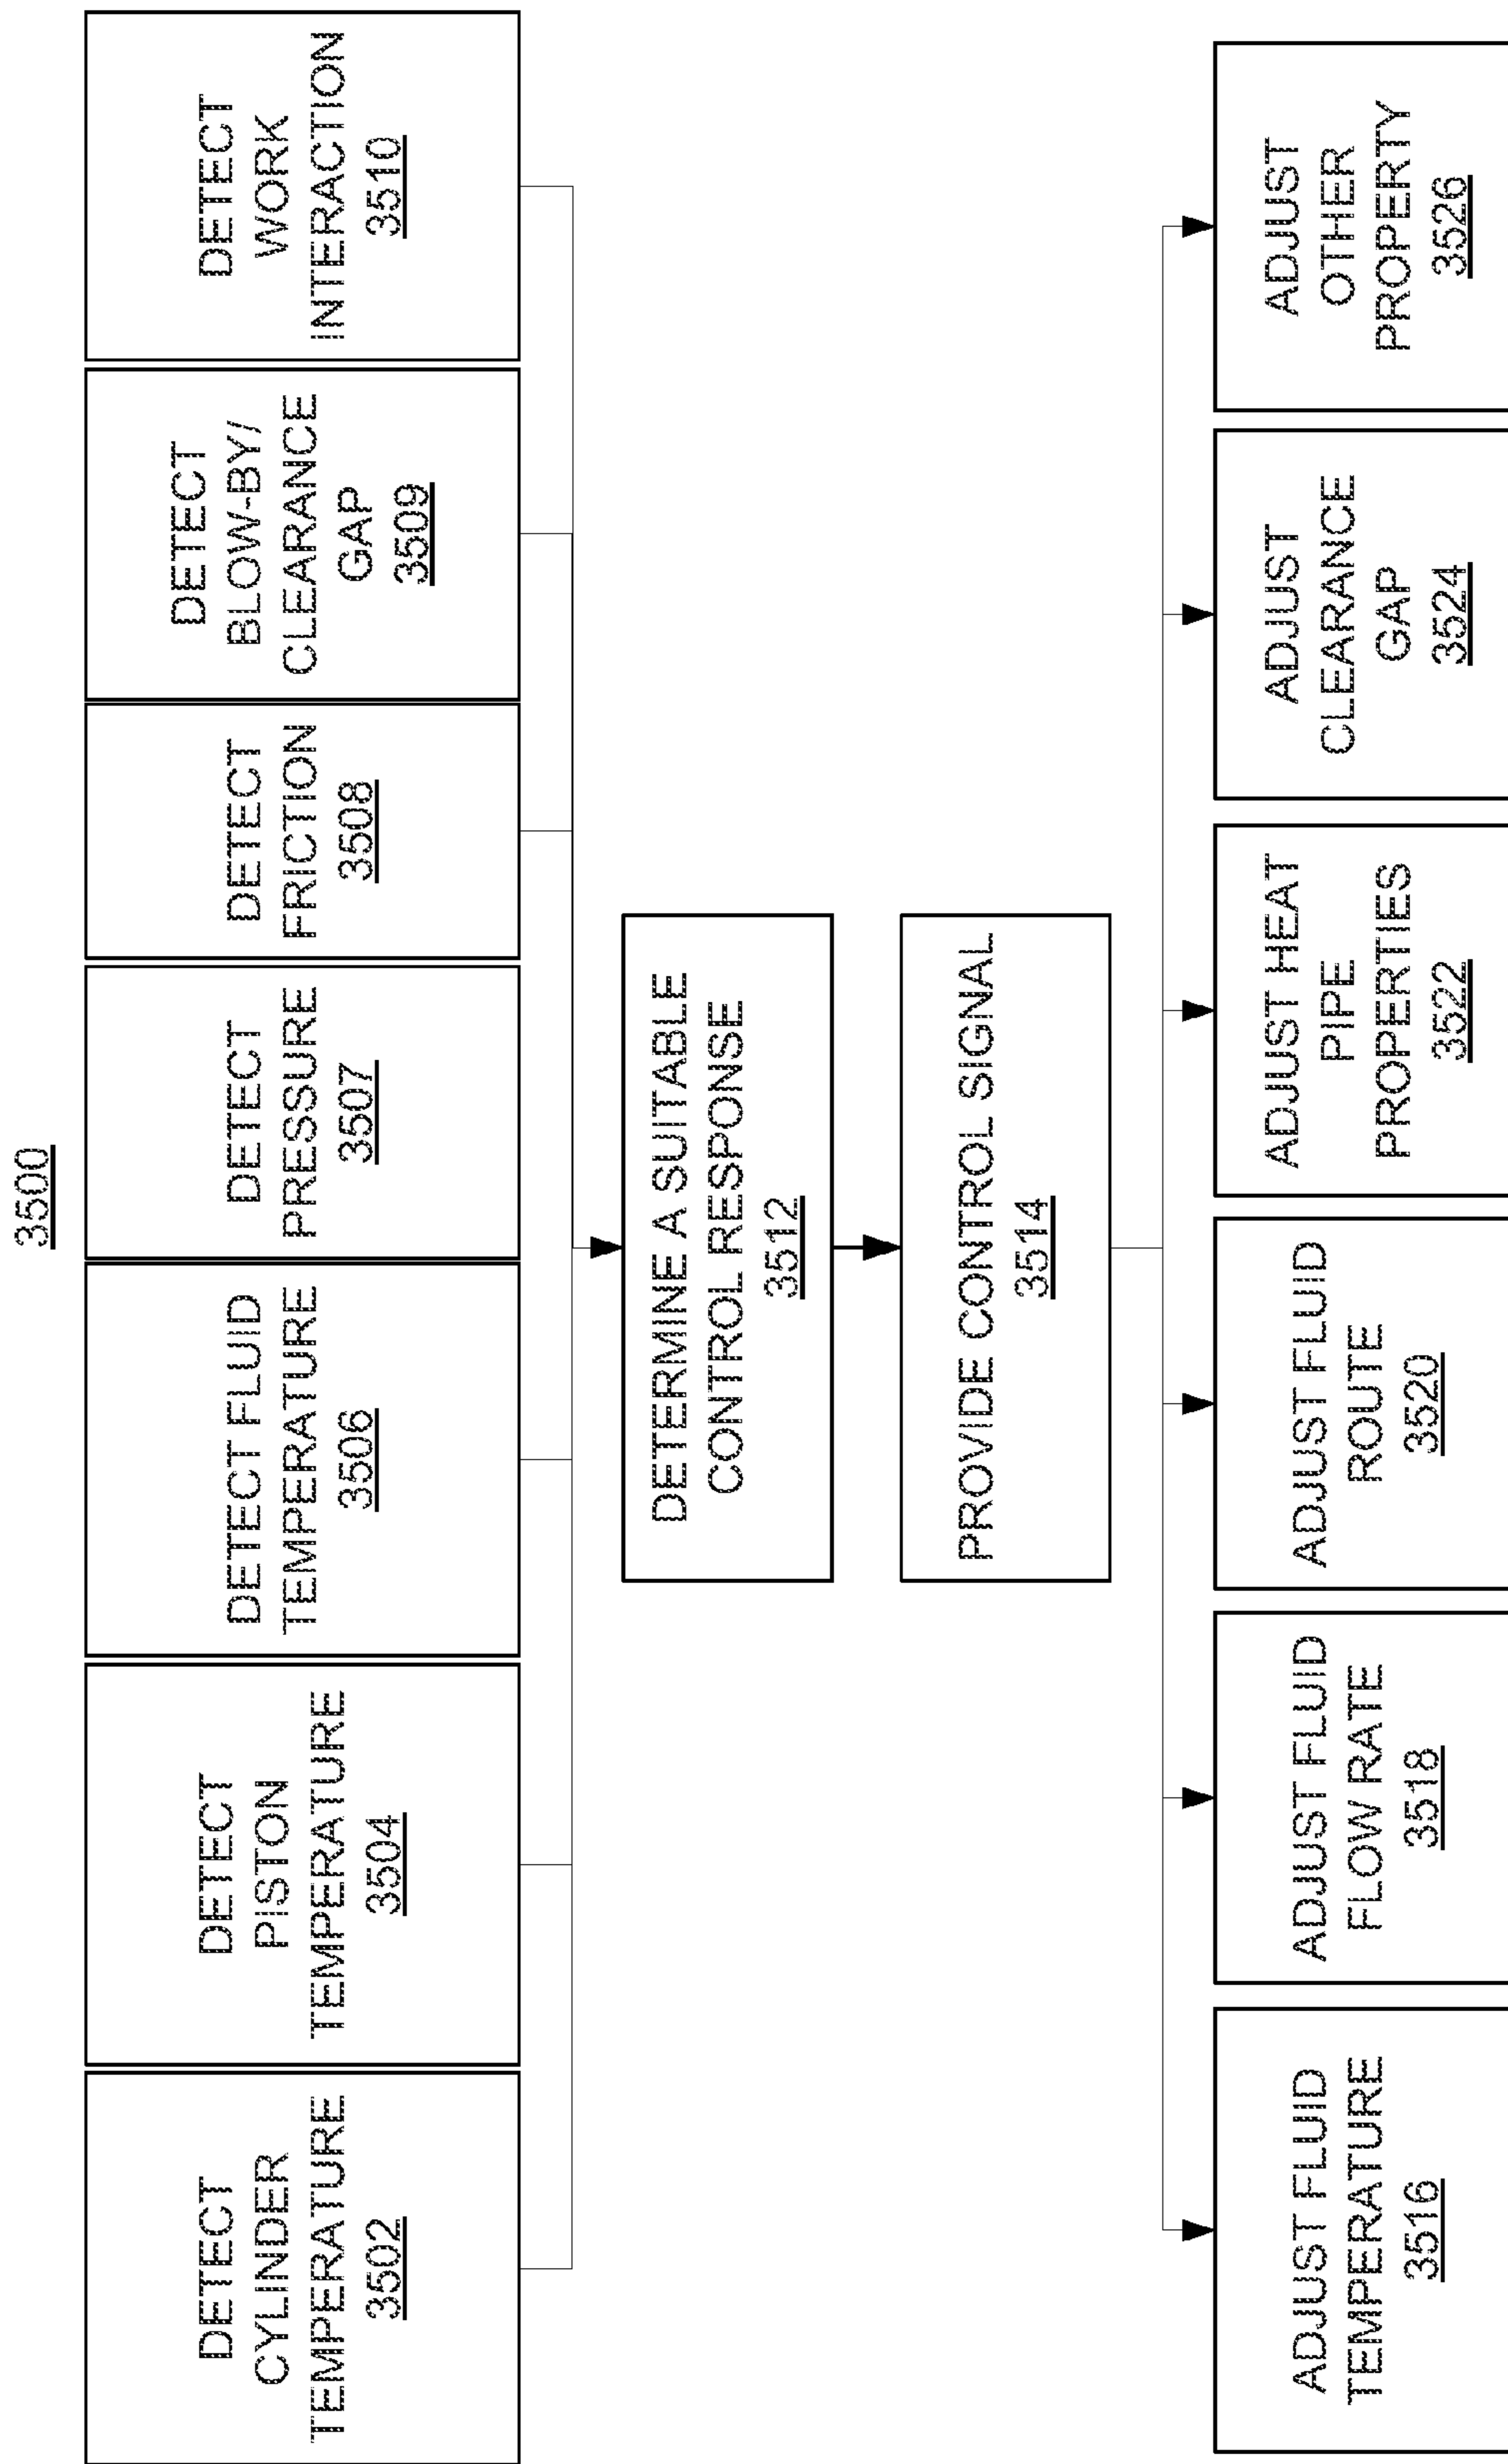 3500
DETECT
CYLINDER
TEMPERATURE
3502
DETECT
PISTON
TEMPERATURE
3504
DETECT FLUID
TEMPERATURE
3506
DETECT
PRESSURE
3507
DETECT
FRICTION
3508
DETECT
BLOW-BY/
CLEARANCE
GAP
3509
DETECT
WORK
INTERACTION
3510
DETERMINE A SUITABLE
CONTROL RESPONSE
3512
PROVIDE CONTROL SIGNAL
3514
ADJUST FLUID
TEMPERATURE
3516
ADJUST FLUID
FLOW RATE
3518
ADJUST FLUID
ROUTE
3520
ADJUST HEAT
PIPE
PROPERTIES
3522
ADJUST
CLEARANCE
GAP
3524
ADJUST
OTHER
PROPERTY
3526